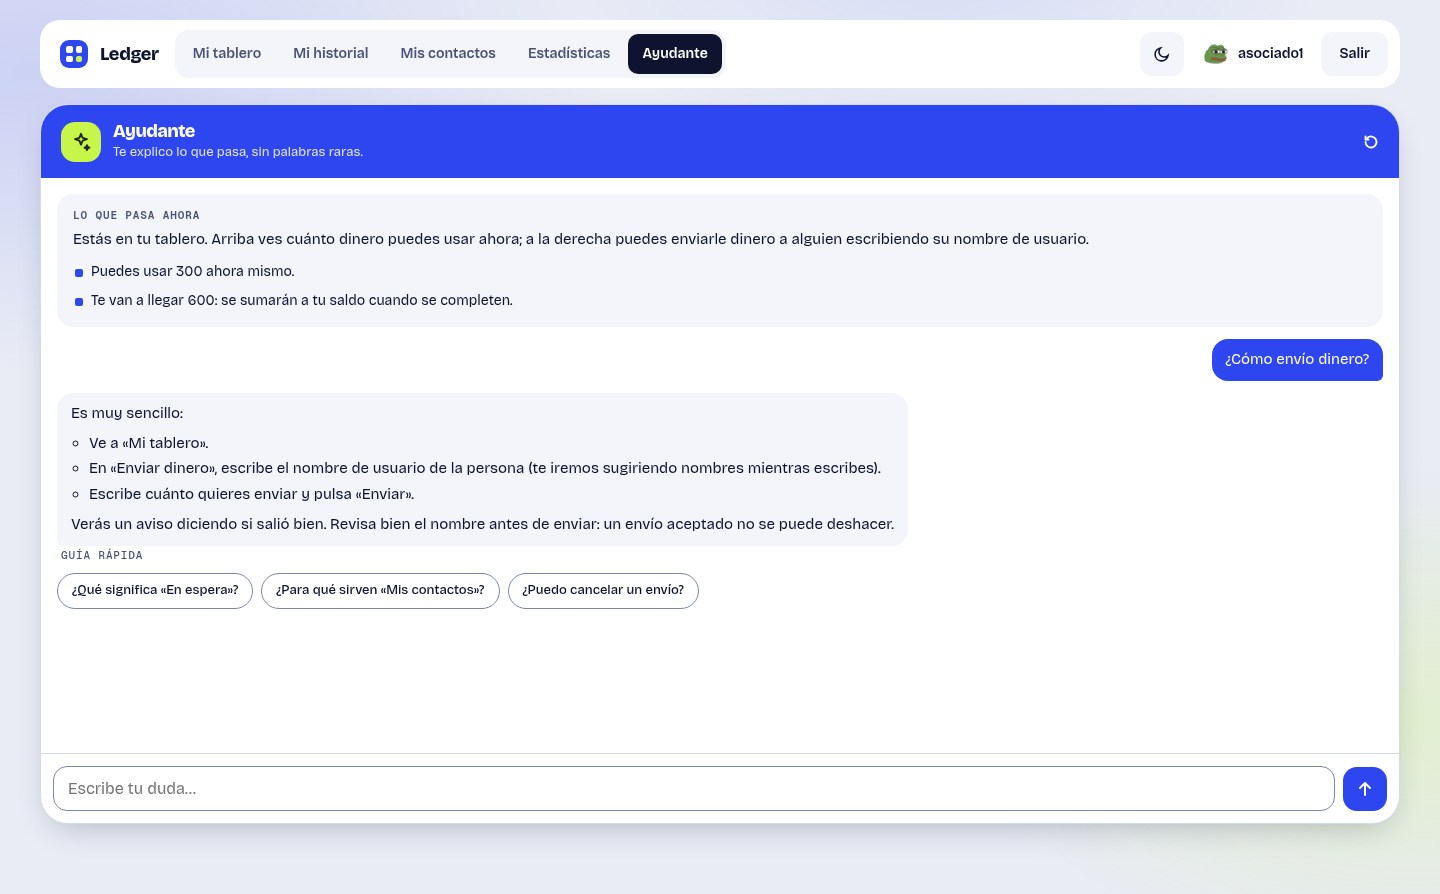 Ledger
Mi tablero
Mi historial
Mis contactos
Estadísticas
Ayudante
asociado1
Salir
Ayudante
Te explico lo que pasa, sin palabras raras.
LO QUE PASA AHORA
Estás en tu tablero. Arriba ves cuánto dinero puedes usar ahora; a la derecha puedes enviarle dinero a alguien escribiendo su nombre de usuario.
Puedes usar 300 ahora mismo.
Te van a llegar 600: se sumarán a tu saldo cuando se completen.
¿Cómo envío dinero?
Es muy sencillo:
Ve a «Mi tablero».
En «Enviar dinero», escribe el nombre de usuario de la persona (te iremos sugiriendo nombres mientras escribes).
Escribe cuánto quieres enviar y pulsa «Enviar».
Verás un aviso diciendo si salió bien. Revisa bien el nombre antes de enviar: un envío aceptado no se puede deshacer.
GUÍA RÁPIDA
¿Qué significa «En espera»?
¿Para qué sirven «Mis contactos»?
¿Puedo cancelar un envío?
Escribe tu duda...